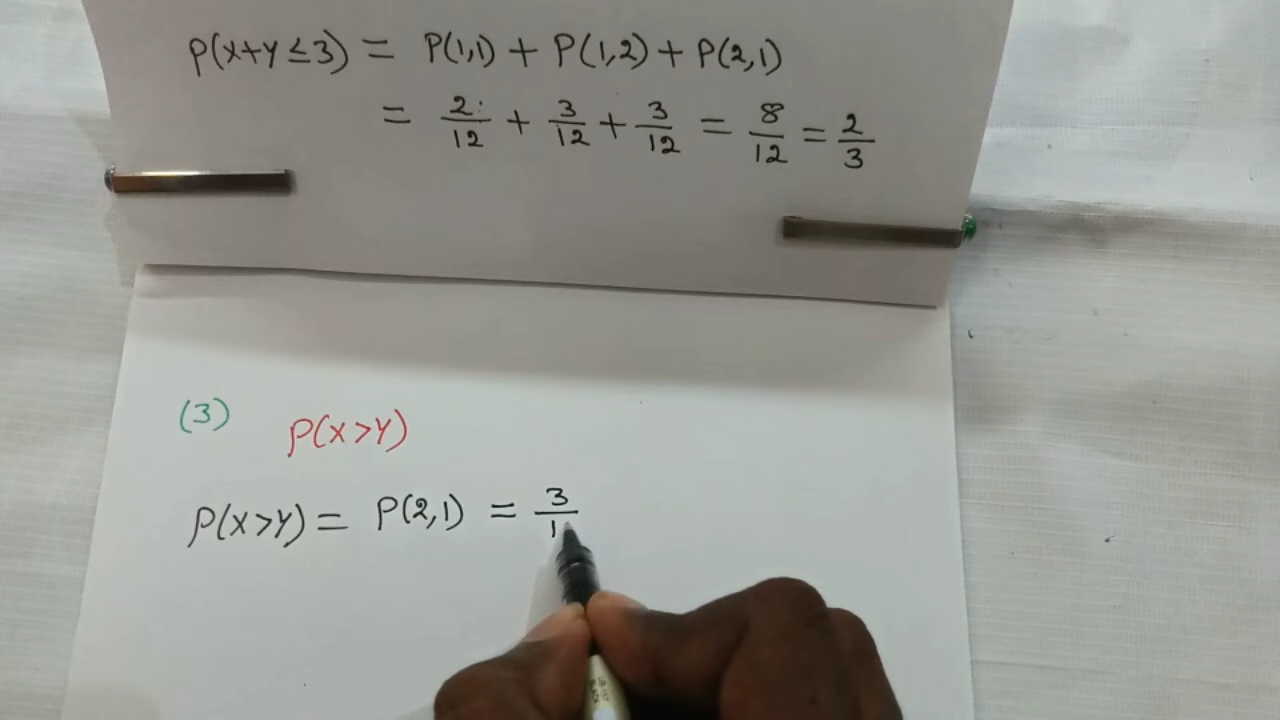 P(X+Y≤3) = P(1,1) + P(1,2) + P(2,1)
= 2/12 + 3/12 + 3/12 = 8/12 = 2/3
(3) P(X>Y)
P(X>Y) = P(2,1) = 3/1